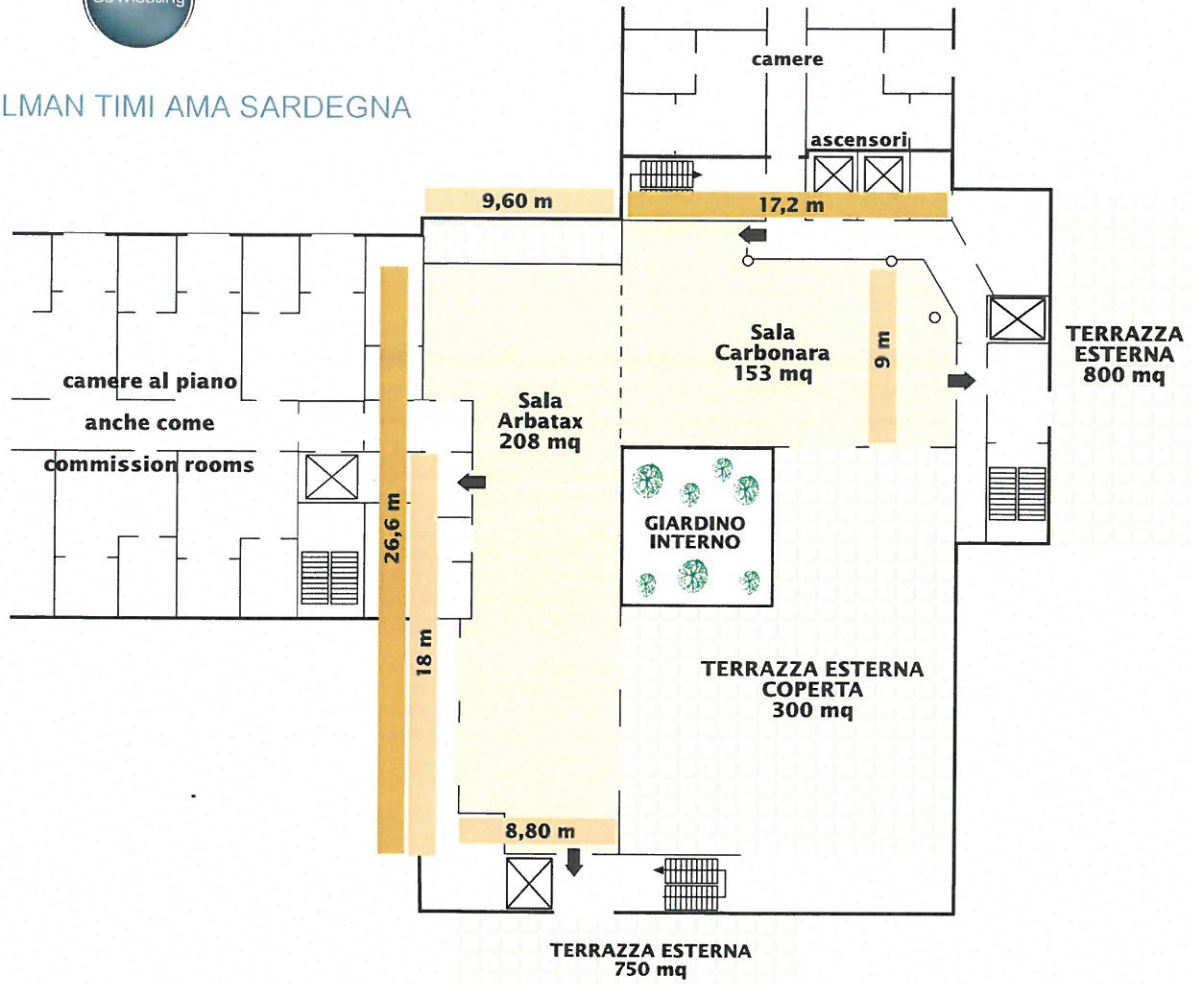 LMAN TIMI AMA SARDEGNA
camere
ascensori
9,60 m
17,2 m
camere al piano
anche come
commission rooms
Sala
Arbatax
208 mq
Sala
Carbonara
153 mq
9 m
TERRAZZA
ESTERNA
800 mq
26,6 m
18 m
GIARDINO
INTERNO
TERRAZZA ESTERNA
COPERTA
300 mq
8,80 m
TERRAZZA ESTERNA
750 mq